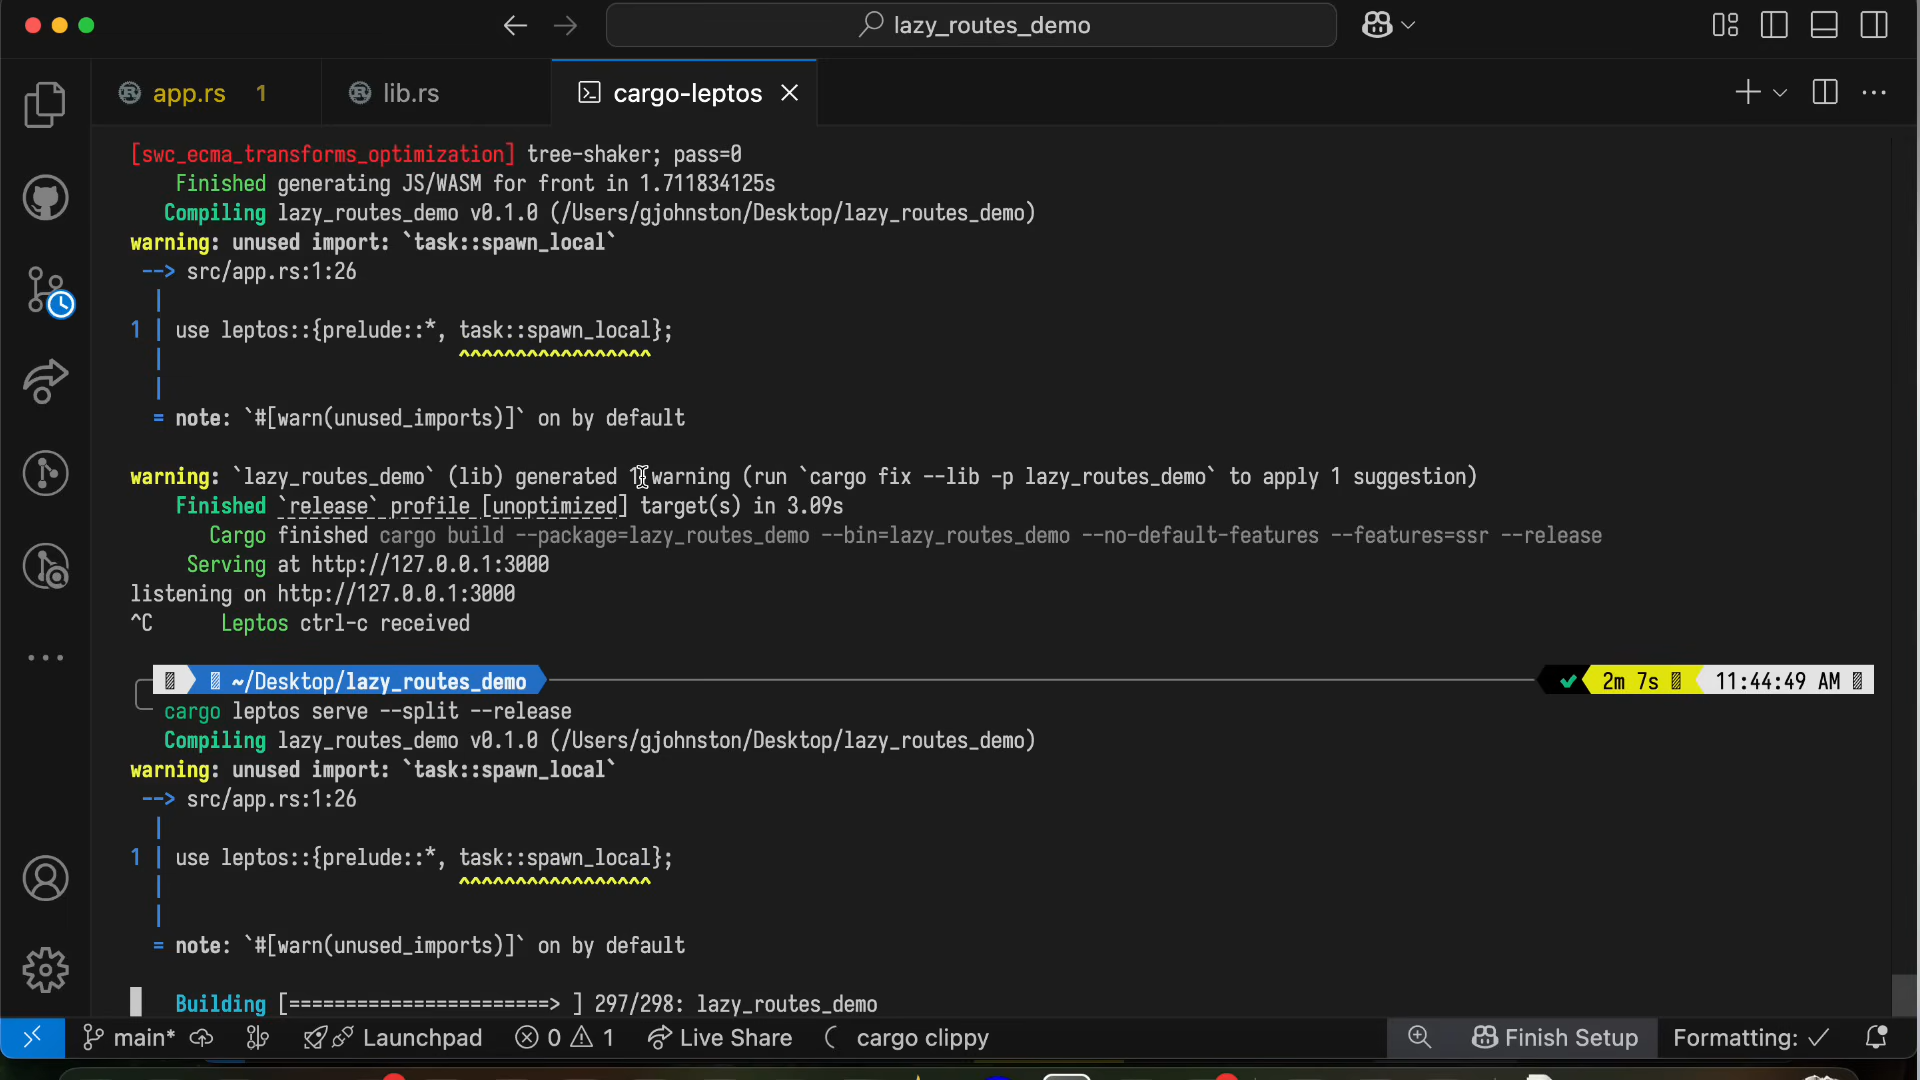 lazy_routes_demo
app.rs 1 lib.rs cargo-leptos
[swc_ecma_transforms_optimization] tree-shaker; pass=0
Finished generating JS/WASM for front in 1.711834125s
Compiling lazy_routes_demo v0.1.0 (/Users/gjohnston/Desktop/lazy_routes_demo)
warning: unused import: `task::spawn_local`
--> src/app.rs:1:26
|
1 | use leptos::{prelude::*, task::spawn_local};
| ^^^^^^^^^^^^^^^^^
|
= note: `#[warn(unused_imports)]` on by default
warning: `lazy_routes_demo` (lib) generated 1 warning (run `cargo fix --lib -p lazy_routes_demo` to apply 1 suggestion)
Finished `release` profile [unoptimized] target(s) in 3.09s
Cargo finished cargo build --package=lazy_routes_demo --bin=lazy_routes_demo --no-default-features --features=ssr --release
Serving at http://127.0.0.1:3000
listening on http://127.0.0.1:3000
^C Leptos ctrl-c received
~/Desktop/lazy_routes_demo 2m 7s 11:44:49 AM
cargo leptos serve --split --release
Compiling lazy_routes_demo v0.1.0 (/Users/gjohnston/Desktop/lazy_routes_demo)
warning: unused import: `task::spawn_local`
--> src/app.rs:1:26
|
1 | use leptos::{prelude::*, task::spawn_local};
| ^^^^^^^^^^^^^^^^^
|
= note: `#[warn(unused_imports)]` on by default
Building [=======================> ] 297/298: lazy_routes_demo
main* Launchpad 0 1 Live Share cargo clippy Finish Setup Formatting: